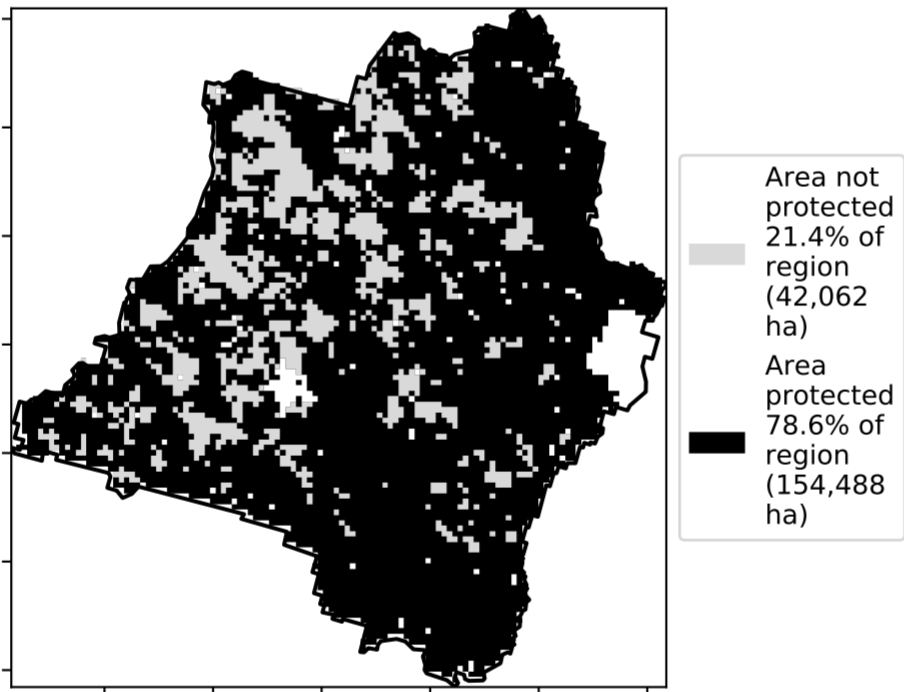 Area not
protected
21.4% of
region
(42,062
ha)
Area
protected
78.6% of
region
(154,488
ha)